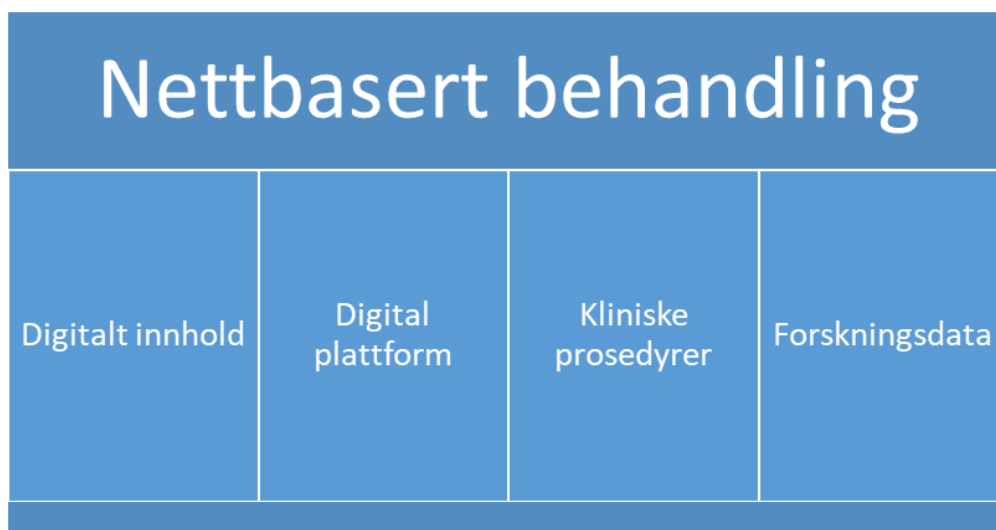 Nettbasert behandling
Digitalt innhold
Digital
plattform
Kliniske
prosedyrer
Forskningsdata